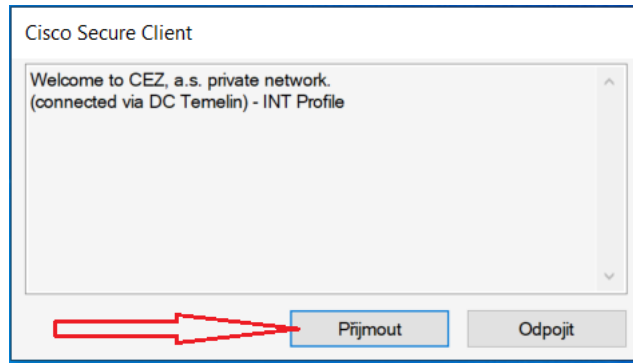 Cisco Secure Client
Welcome to CEZ, a.s. private network.
(connected via DC Temelin) - INT Profile
Přijmout
Odpojit